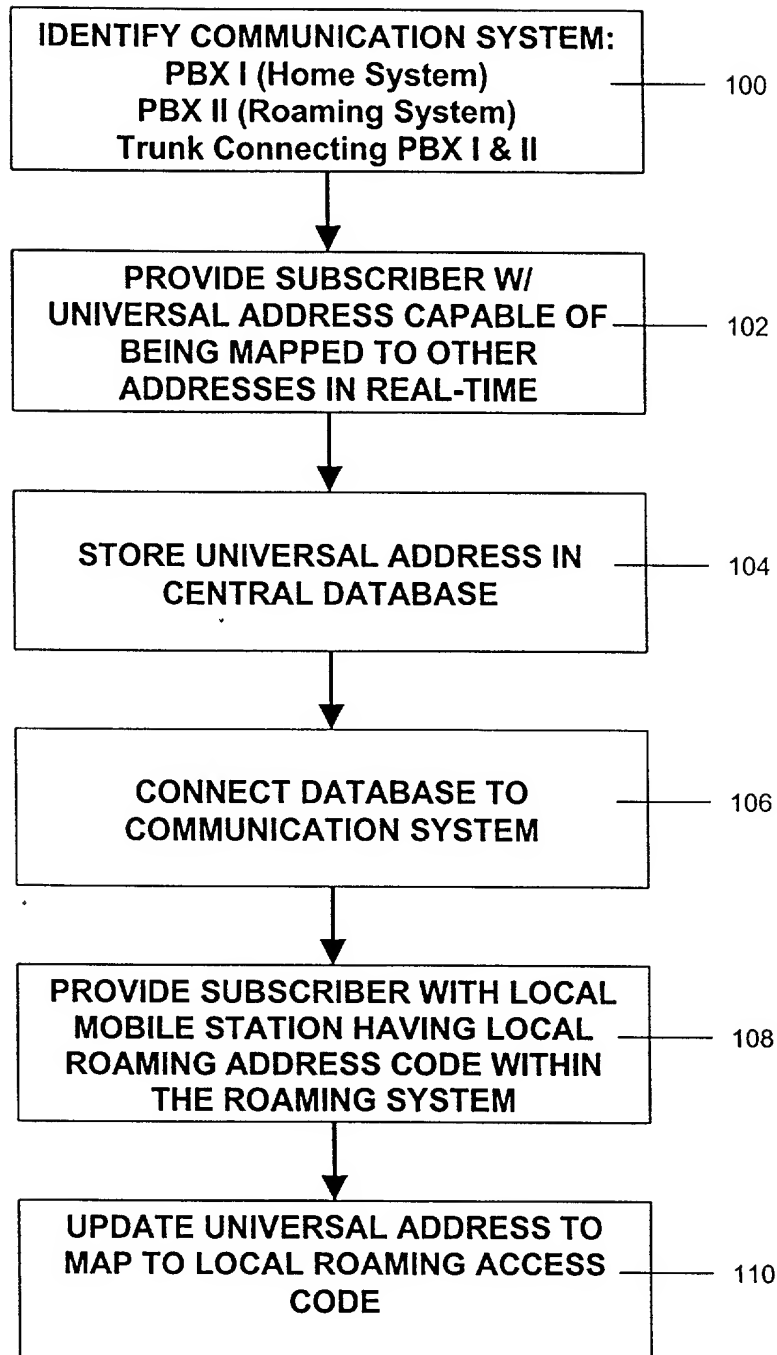 IDENTIFY COMMUNICATION SYSTEM:
PBX I (Home System)
PBX II (Roaming System)
Trunk Connecting PBX I & II
100
PROVIDE SUBSCRIBER W/
UNIVERSAL ADDRESS CAPABLE OF
BEING MAPPED TO OTHER
ADDRESSES IN REAL-TIME
102
STORE UNIVERSAL ADDRESS IN
CENTRAL DATABASE
104
CONNECT DATABASE TO
COMMUNICATION SYSTEM
106
PROVIDE SUBSCRIBER WITH LOCAL
MOBILE STATION HAVING LOCAL
ROAMING ADDRESS CODE WITHIN
THE ROAMING SYSTEM
108
UPDATE UNIVERSAL ADDRESS TO
MAP TO LOCAL ROAMING ACCESS
CODE
110